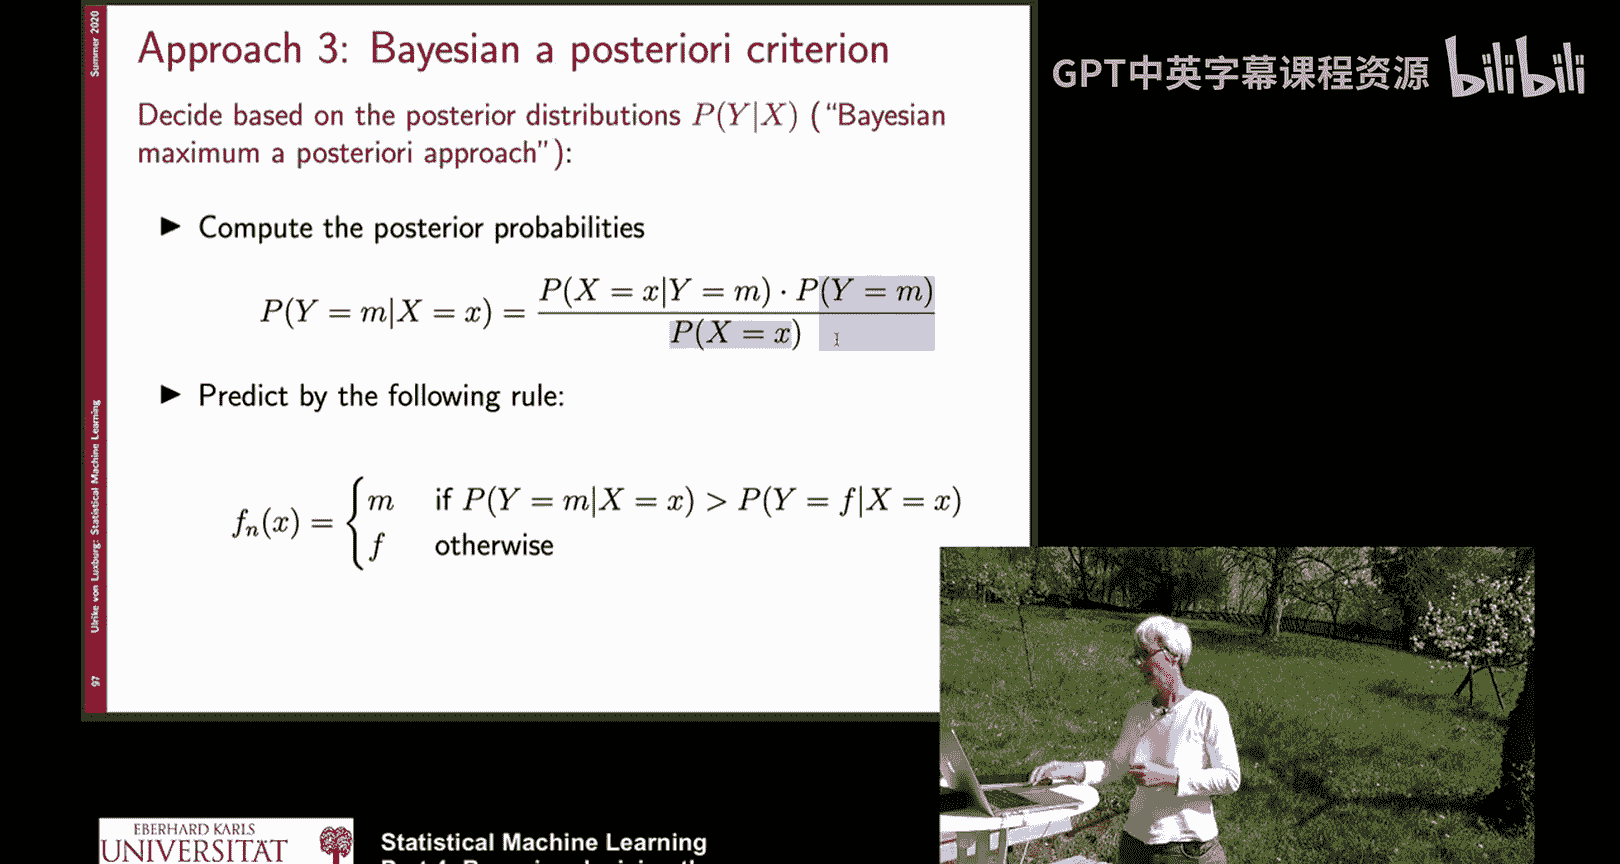 Summer 2020
Approach 3: Bayesian a posteriori criterion
Decide based on the posterior distributions P(Y|X) ("Bayesian
maximum a posteriori approach"):
▶ Compute the posterior probabilities
P(Y = m|X = x) = P(X = x|Y = m) · P(Y = m)
P(X = x)
▶ Predict by the following rule:
f_n(x) = { m if P(Y = m|X = x) > P(Y = f|X = x)
f otherwise
Ulrike von Luxburg: Statistical Machine Learning
97
GPT中英字幕课程资源 bilibili
EBERHARD KARLS
UNIVERSITÄT
Statistical Machine Learning